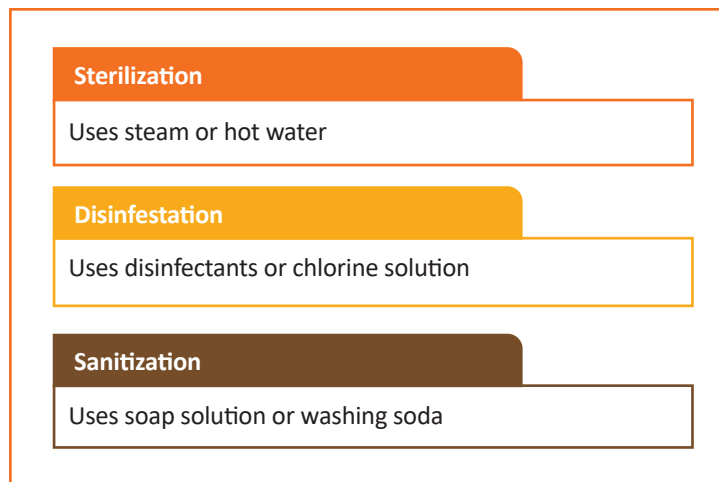 Sterilization
Uses steam or hot water
Disinfestation
Uses disinfectants or chlorine solution
Sanitization
Uses soap solution or washing soda